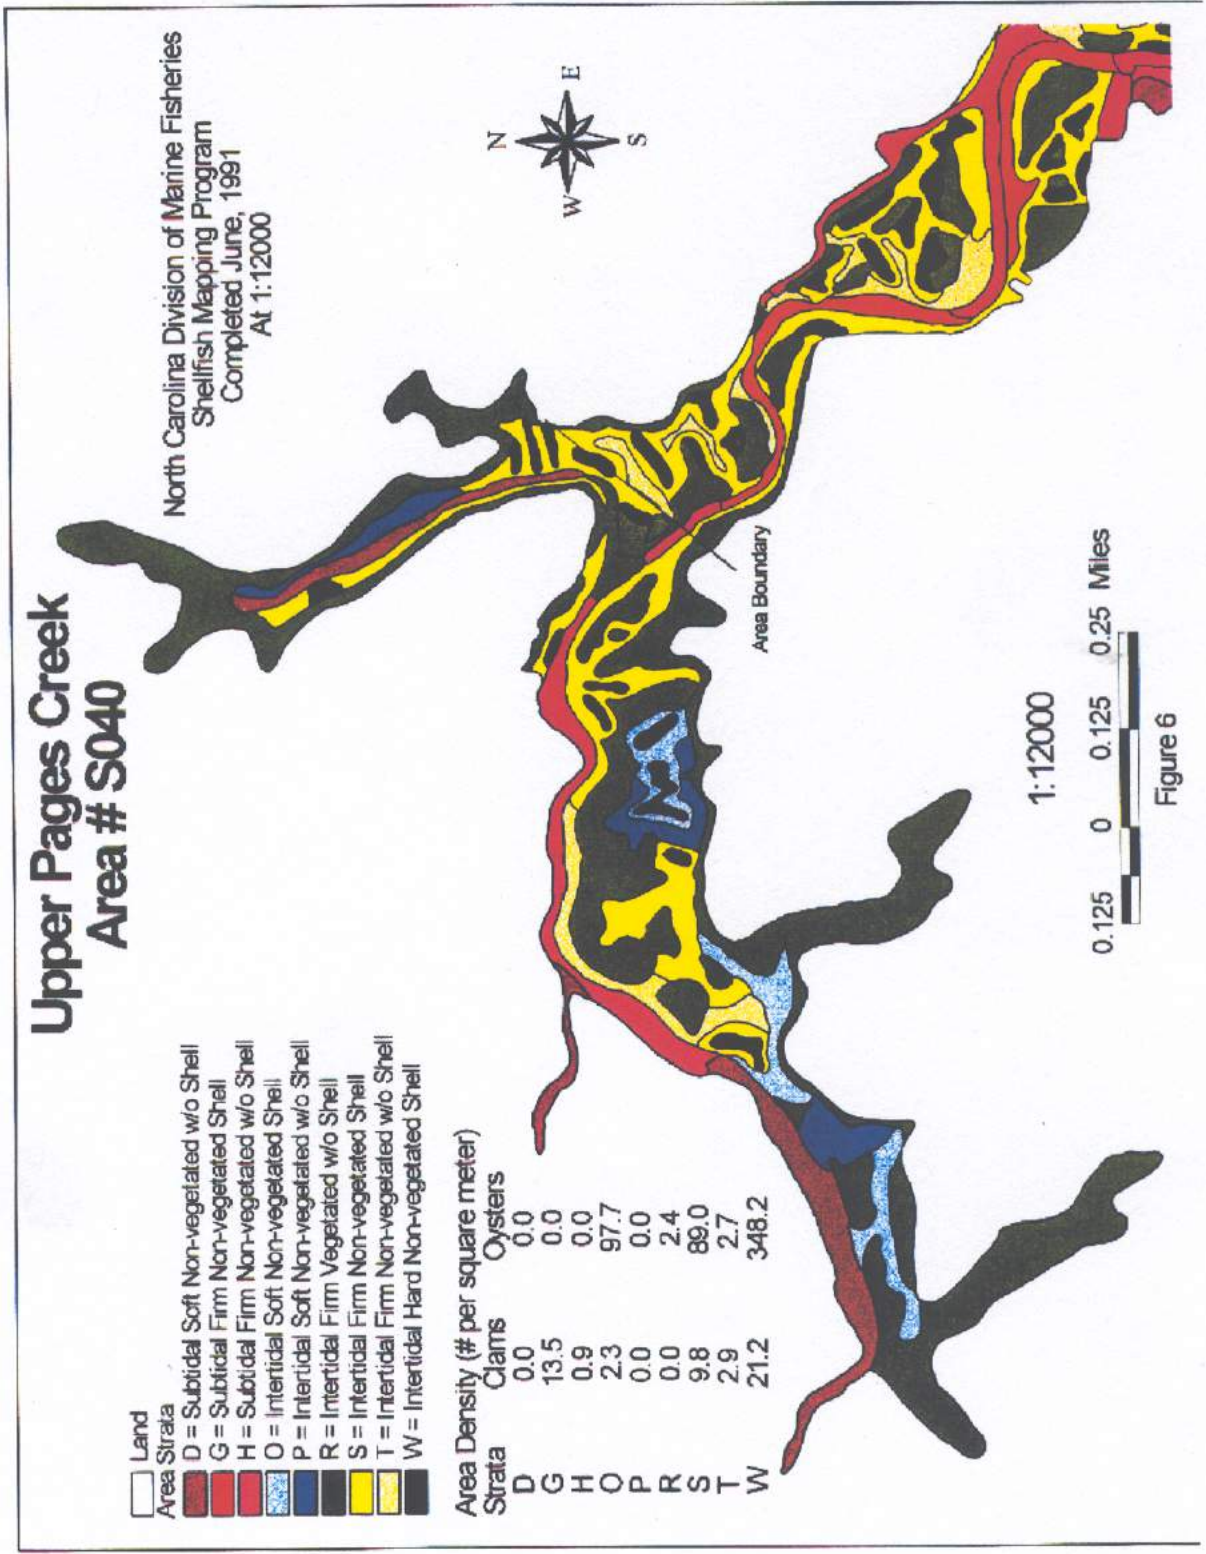 Upper Pages Creek
Area # S040
North Carolina Division of Marine Fisheries
Shellfish Mapping Program
Completed June, 1991
At 1:12000
N
W
E
S
Land
Area Strata
D = Subtidal Soft Non-vegetated w/o Shell
G = Subtidal Firm Non-vegetated Shell
H = Subtidal Firm Non-vegetated w/o Shell
O = Intertidal Soft Non-vegetated Shell
P = Intertidal Soft Non-vegetated w/o Shell
R = Intertidal Firm Vegetated w/o Shell
S = Intertidal Firm Non-vegetated Shell
T = Intertidal Firm Non-vegetated w/o Shell
W = Intertidal Hard Non-vegetated Shell
Area Density (# per square meter)
Strata Clams Oysters
D 0.0 0.0
G 13.5 0.0
H 0.9 0.0
O 2.3 97.7
P 0.0 0.0
R 0.0 2.4
S 9.8 89.0
T 2.9 2.7
W 21.2 348.2
Area Boundary
1:12000
0.125 0 0.125 0.25 Miles
Figure 6